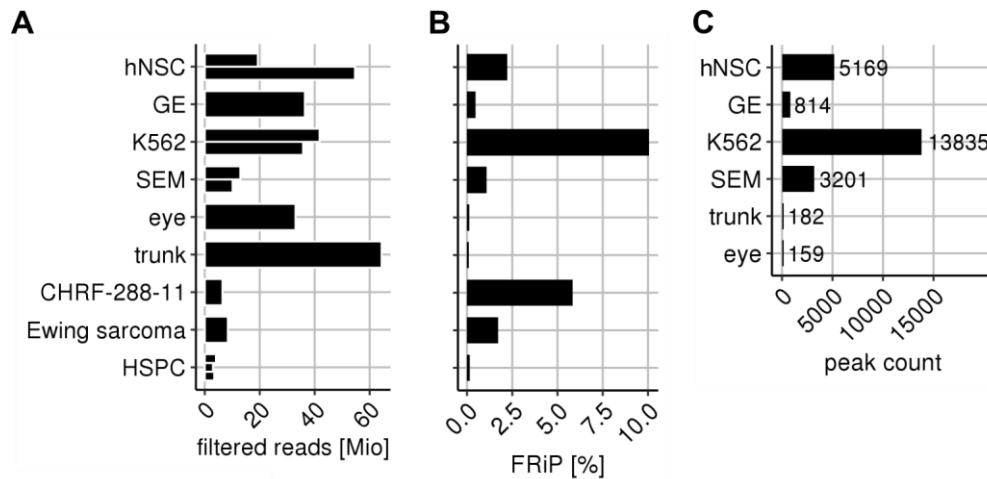 A
hNSC
GE
K562
SEM
eye
trunk
CHRF-288-11
Ewing sarcoma
HSPC
0 20 40 60
filtered reads [Mio]
B
0.0 2.5 5.0 7.5 10.0
FRiP [%]
C
hNSC 5169
GE 814
K562 13835
SEM 3201
trunk 182
eye 159
0 5000 10000 15000
peak count